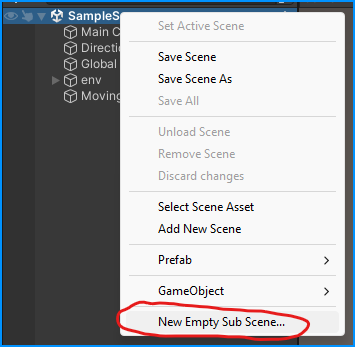 SampleS
Main C
Directio
Global
env
Moving
Set Active Scene
Save Scene
Save Scene As
Save All
Unload Scene
Remove Scene
Discard changes
Select Scene Asset
Add New Scene
Prefab
GameObject
New Empty Sub Scene...